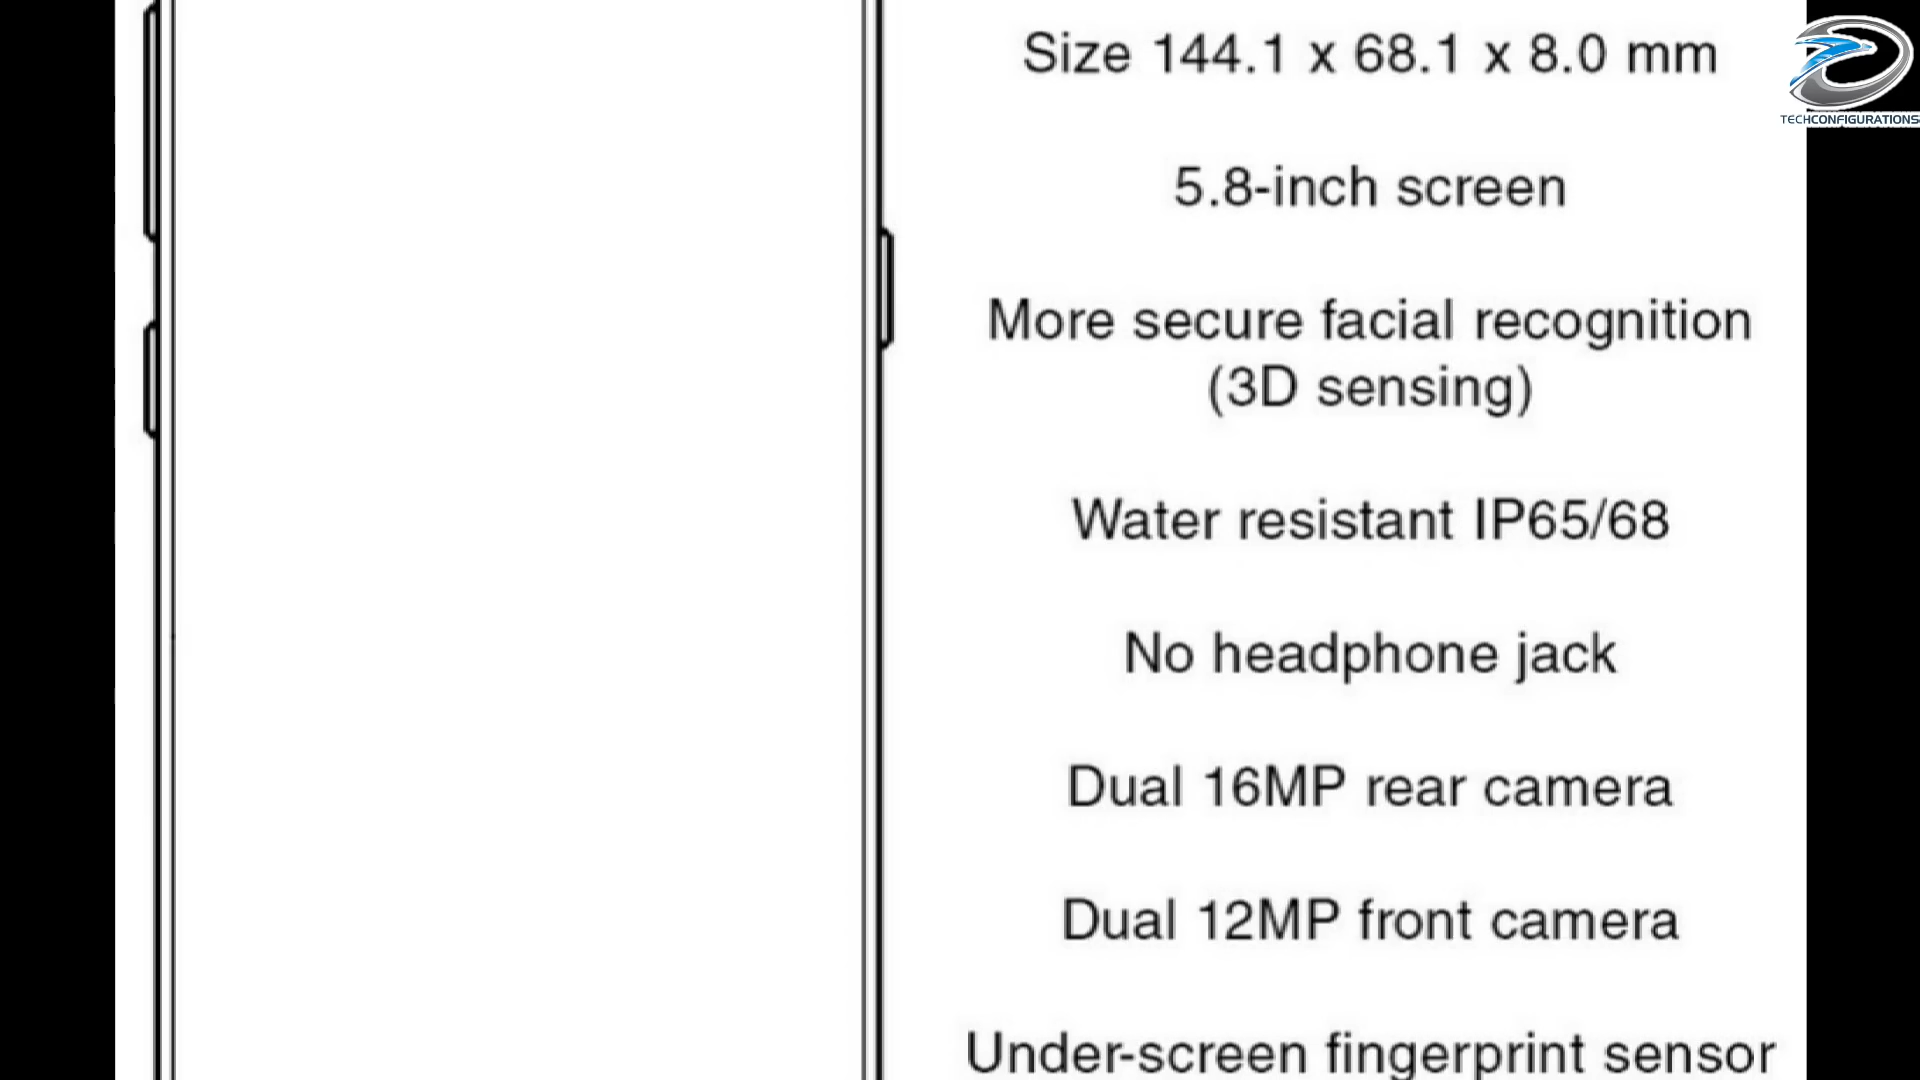 Size 144.1 x 68.1 x 8.0 mm
TECHCONFIGURATIONS
5.8-inch screen
More secure facial recognition
(3D sensing)
Water resistant IP65/68
No headphone jack
Dual 16MP rear camera
Dual 12MP front camera
Under-screen fingerprint sensor